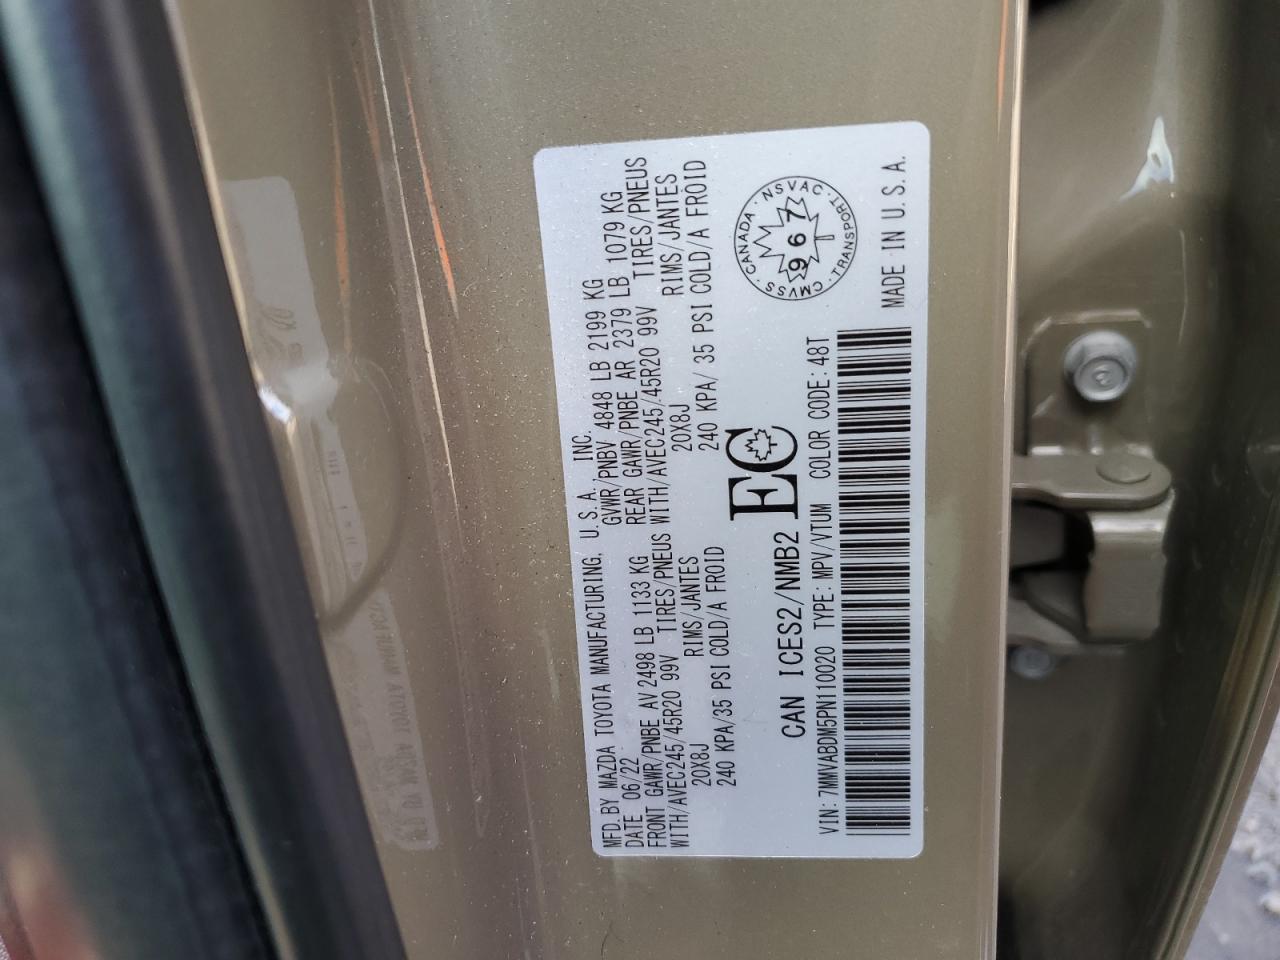 MFD. BY MAZDA TOYOTA MANUFACTURING, U.S.A., INC.
DATE 06/22 GVWR/PNBV 4848 LB 2199 KG
FRONT GAWR/PNBE AV 2498 LB 1133 KG REAR GAWR/PNBE AR 2379 LB 1079 KG
WITH/AVEC245/45R20 99V TIRES/PNEUS WITH/AVEC245/45R20 99V TIRES/PNEUS
20X8J RIMS/JANTES 20X8J RIMS/JANTES
240 KPA/35 PSI COLD/A FROID 240 KPA/ 35 PSI COLD/A FROID
CAN ICES2/NMB2 EC
CANADA · NSVAC · TRANSPORT · CMVSS ·
967
VIN: 7MMVABDM5PN110020 TYPE: MPV/VTUM COLOR CODE: 48T MADE IN U.S.A.